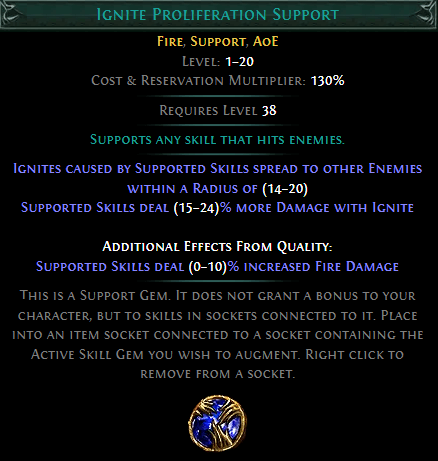 Ignite Proliferation Support
Fire, Support, AoE
Level: 1–20
Cost & Reservation Multiplier: 130%
Requires Level 38
Supports any skill that hits enemies.
Ignites caused by Supported Skills spread to other Enemies
within a Radius of (14–20)
Supported Skills deal (15–24)% more Damage with Ignite
Additional Effects From Quality:
Supported Skills deal (0–10)% increased Fire Damage
This is a Support Gem. It does not grant a bonus to your
character, but to skills in sockets connected to it. Place
into an item socket connected to a socket containing the
Active Skill Gem you wish to augment. Right click to
remove from a socket.